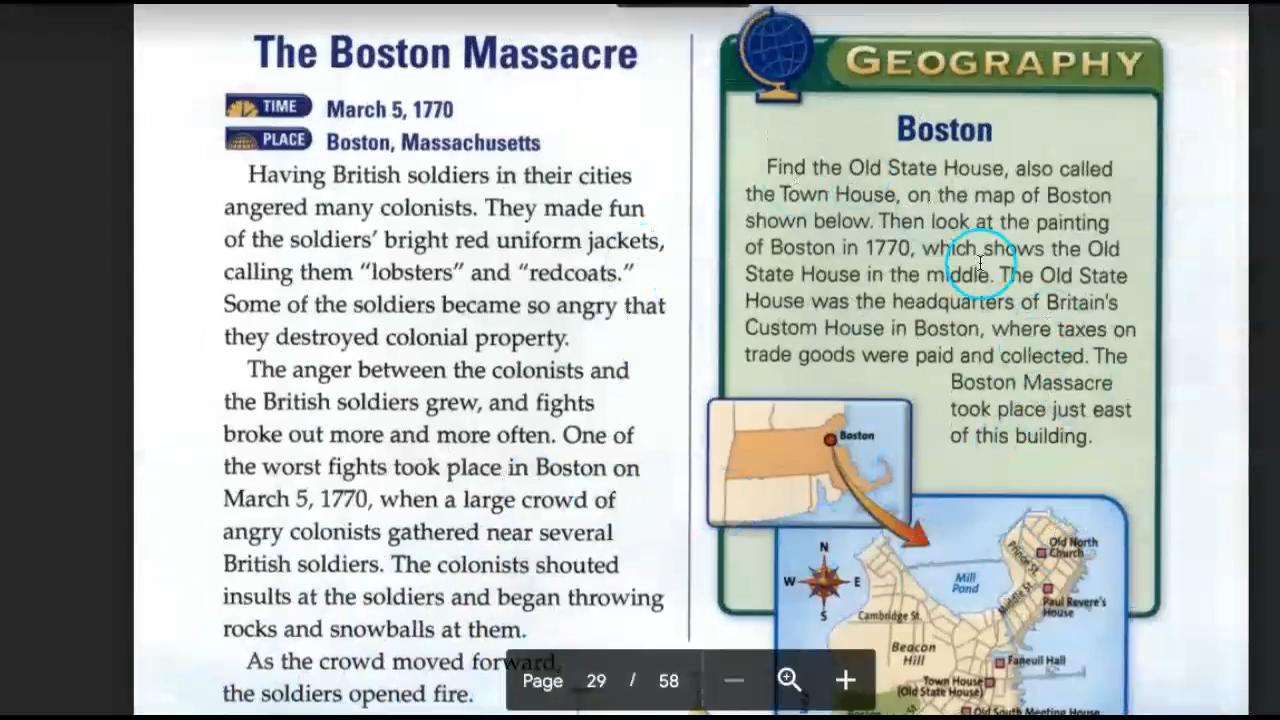 The Boston Massacre
TIME March 5, 1770
PLACE Boston, Massachusetts
Having British soldiers in their cities
angered many colonists. They made fun
of the soldiers' bright red uniform jackets,
calling them "lobsters" and "redcoats."
Some of the soldiers became so angry that
they destroyed colonial property.
The anger between the colonists and
the British soldiers grew, and fights
broke out more and more often. One of
the worst fights took place in Boston on
March 5, 1770, when a large crowd of
angry colonists gathered near several
British soldiers. The colonists shouted
insults at the soldiers and began throwing
rocks and snowballs at them.
As the crowd moved forward,
the soldiers opened fire.
GEOGRAPHY
Boston
Find the Old State House, also called
the Town House, on the map of Boston
shown below. Then look at the painting
of Boston in 1770, which shows the Old
State House in the middle. The Old State
House was the headquarters of Britain's
Custom House in Boston, where taxes on
trade goods were paid and collected. The
Boston Massacre
took place just east
of this building.
Boston
N
W E
S
Mill
Pond
Prince St.
Old North
Church
Middle St.
Paul Revere's
House
Cambridge St.
Beacon
Hill
Faneuil Hall
Town House
(Old State House)
Old South Meeting House
Page 29 / 58